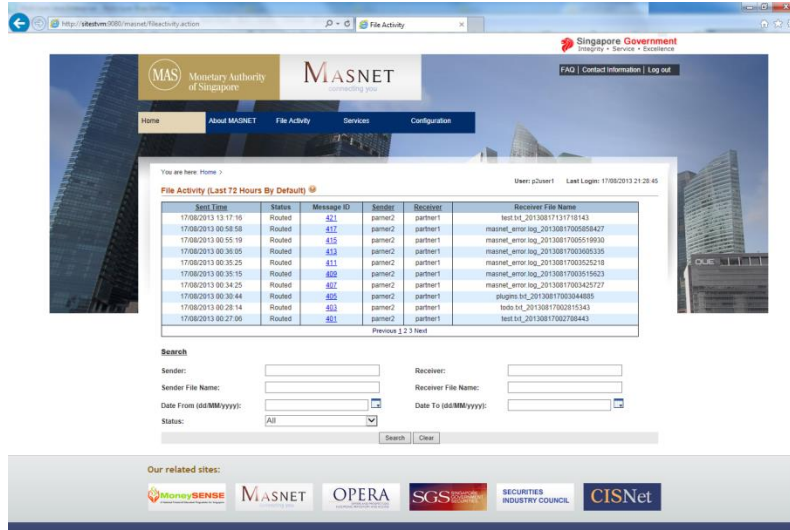 http://sitestvm:9080/masnet/fileactivity.action
File Activity
Singapore Government
Integrity • Service • Excellence
MAS
Monetary Authority
of Singapore
MASNET
connecting you
FAQ | Contact Information | Log out
Home About MASNET File Activity Services Configuration
You are here: Home >
User: p2user1 Last Login: 17/08/2013 21:28:45
File Activity (Last 72 Hours By Default)
Sent Time Status Message ID Sender Receiver Receiver File Name
17/08/2013 13:17:16 Routed 421 parner2 partner1 test.txt_20130817131718143
17/08/2013 00:58:58 Routed 417 parner2 partner1 masnet_error.log_20130817005858427
17/08/2013 00:55:19 Routed 415 parner2 partner1 masnet_error.log_20130817005519930
17/08/2013 00:36:05 Routed 413 parner2 partner1 masnet_error.log_20130817003605335
17/08/2013 00:35:25 Routed 411 parner2 partner1 masnet_error.log_20130817003525218
17/08/2013 00:35:15 Routed 409 parner2 partner1 masnet_error.log_20130817003515623
17/08/2013 00:34:25 Routed 407 parner2 partner1 masnet_error.log_20130817003425727
17/08/2013 00:30:44 Routed 405 parner2 partner1 plugins.txt_20130817003044885
17/08/2013 00:28:14 Routed 403 parner2 partner1 todo.txt_20130817002815343
17/08/2013 00:27:06 Routed 401 parner2 partner1 test.txt_20130817002708443
Previous 1 2 3 Next
Search
Sender: Receiver:
Sender File Name: Receiver File Name:
Date From (dd/MM/yyyy): Date To (dd/MM/yyyy):
Status: All
Search Clear
OUE
Our related sites:
MoneySENSE MASNET OPERA SGS SECURITIES INDUSTRY COUNCIL CISNet